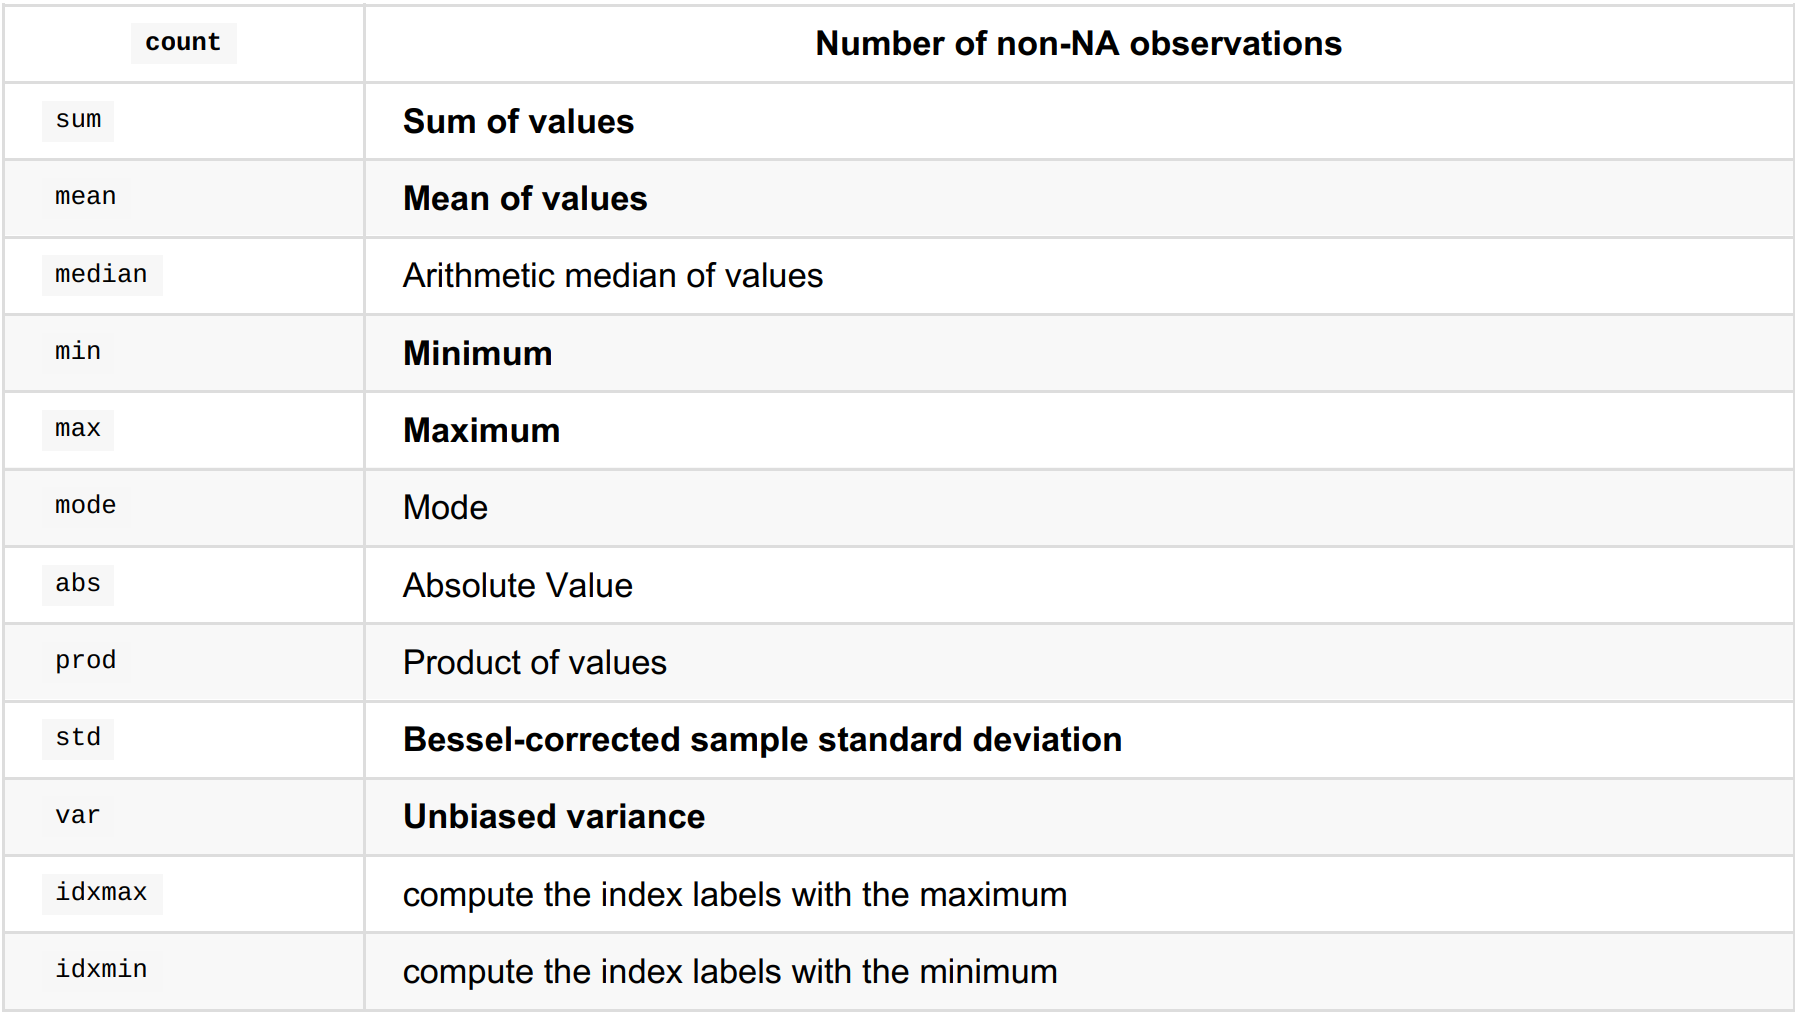 count Number of non-NA observations
sum Sum of values
mean Mean of values
median Arithmetic median of values
min Minimum
max Maximum
mode Mode
abs Absolute Value
prod Product of values
std Bessel-corrected sample standard deviation
var Unbiased variance
idxmax compute the index labels with the maximum
idxmin compute the index labels with the minimum